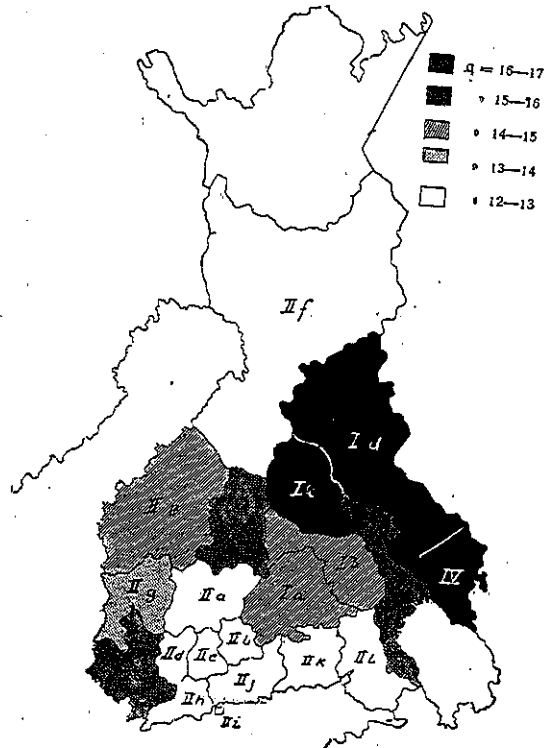 q = 16—17
" 15—16
" 14—15
" 13—14
" 12—13
II f
I d
I c
II e
IV
II g
II a
I a
I b
II d
II c
II b
II k
II l
II j
II h
II i